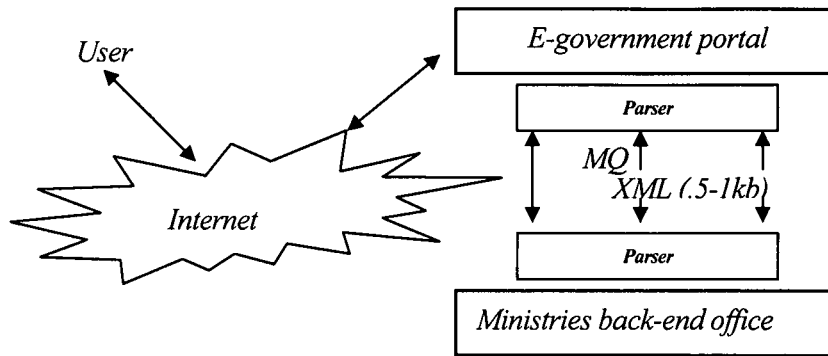 User
E-government portal
Parser
MQ
XML (.5-1kb)
Internet
Parser
Ministries back-end office